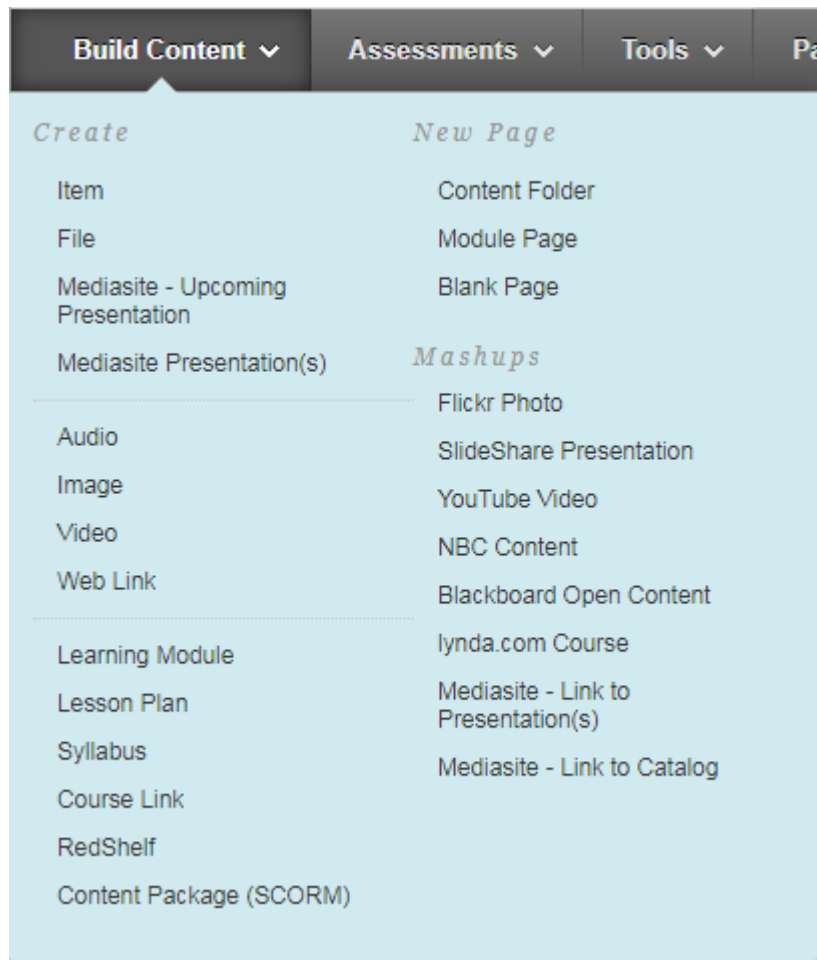 Build Content
Assessments
Tools
Pa
Create
Item
File
Mediasite - Upcoming
Presentation
Mediasite Presentation(s)
Audio
Image
Video
Web Link
Learning Module
Lesson Plan
Syllabus
Course Link
RedShelf
Content Package (SCORM)
New Page
Content Folder
Module Page
Blank Page
Mashups
Flickr Photo
SlideShare Presentation
YouTube Video
NBC Content
Blackboard Open Content
lynda.com Course
Mediasite - Link to
Presentation(s)
Mediasite - Link to Catalog